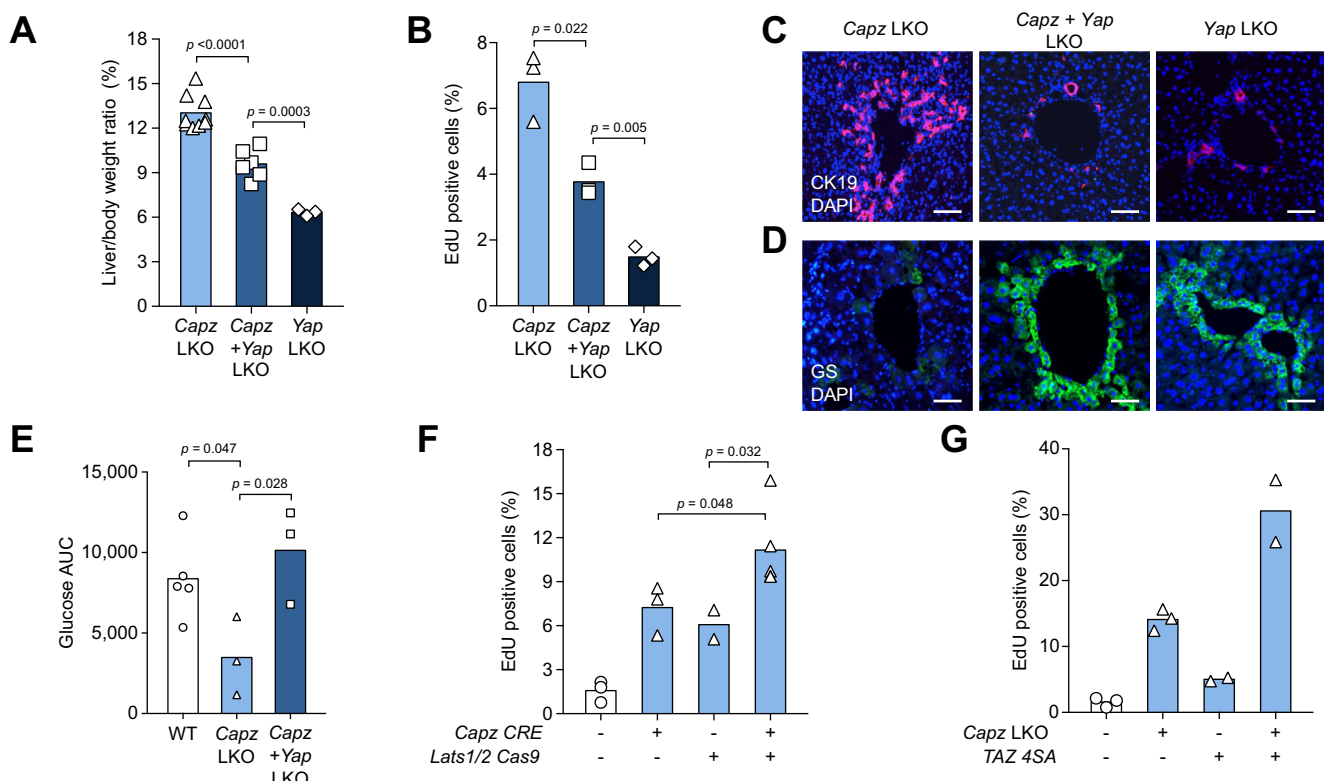 A
Liver/body weight ratio (%)
18
15
12
9
6
3
0
p <0.0001
p = 0.0003
Capz
LKO
Capz
+Yap
LKO
Yap
LKO
B
EdU positive cells (%)
8
6
4
2
0
p = 0.022
p = 0.005
Capz
LKO
Capz
+Yap
LKO
Yap
LKO
C
Capz LKO
Capz + Yap
LKO
Yap LKO
CK19
DAPI
D
GS
DAPI
E
Glucose AUC
15,000
10,000
5,000
0
p = 0.047
p = 0.028
WT
Capz
LKO
Capz
+Yap
LKO
F
EdU positive cells (%)
18
15
12
9
6
3
0
p = 0.032
p = 0.048
Capz CRE - + - +
Lats1/2 Cas9 - - + +
G
EdU positive cells (%)
40
30
20
10
0
Capz LKO - + - +
TAZ 4SA - - + +